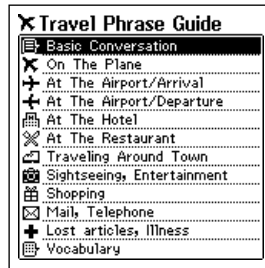 Travel Phrase Guide
Basic Conversation
On The Plane
At The Airport/Arrival
At The Airport/Departure
At The Hotel
At The Restaurant
Traveling Around Town
Sightseeing, Entertainment
Shopping
Mail, Telephone
Lost articles, Illness
Vocabulary